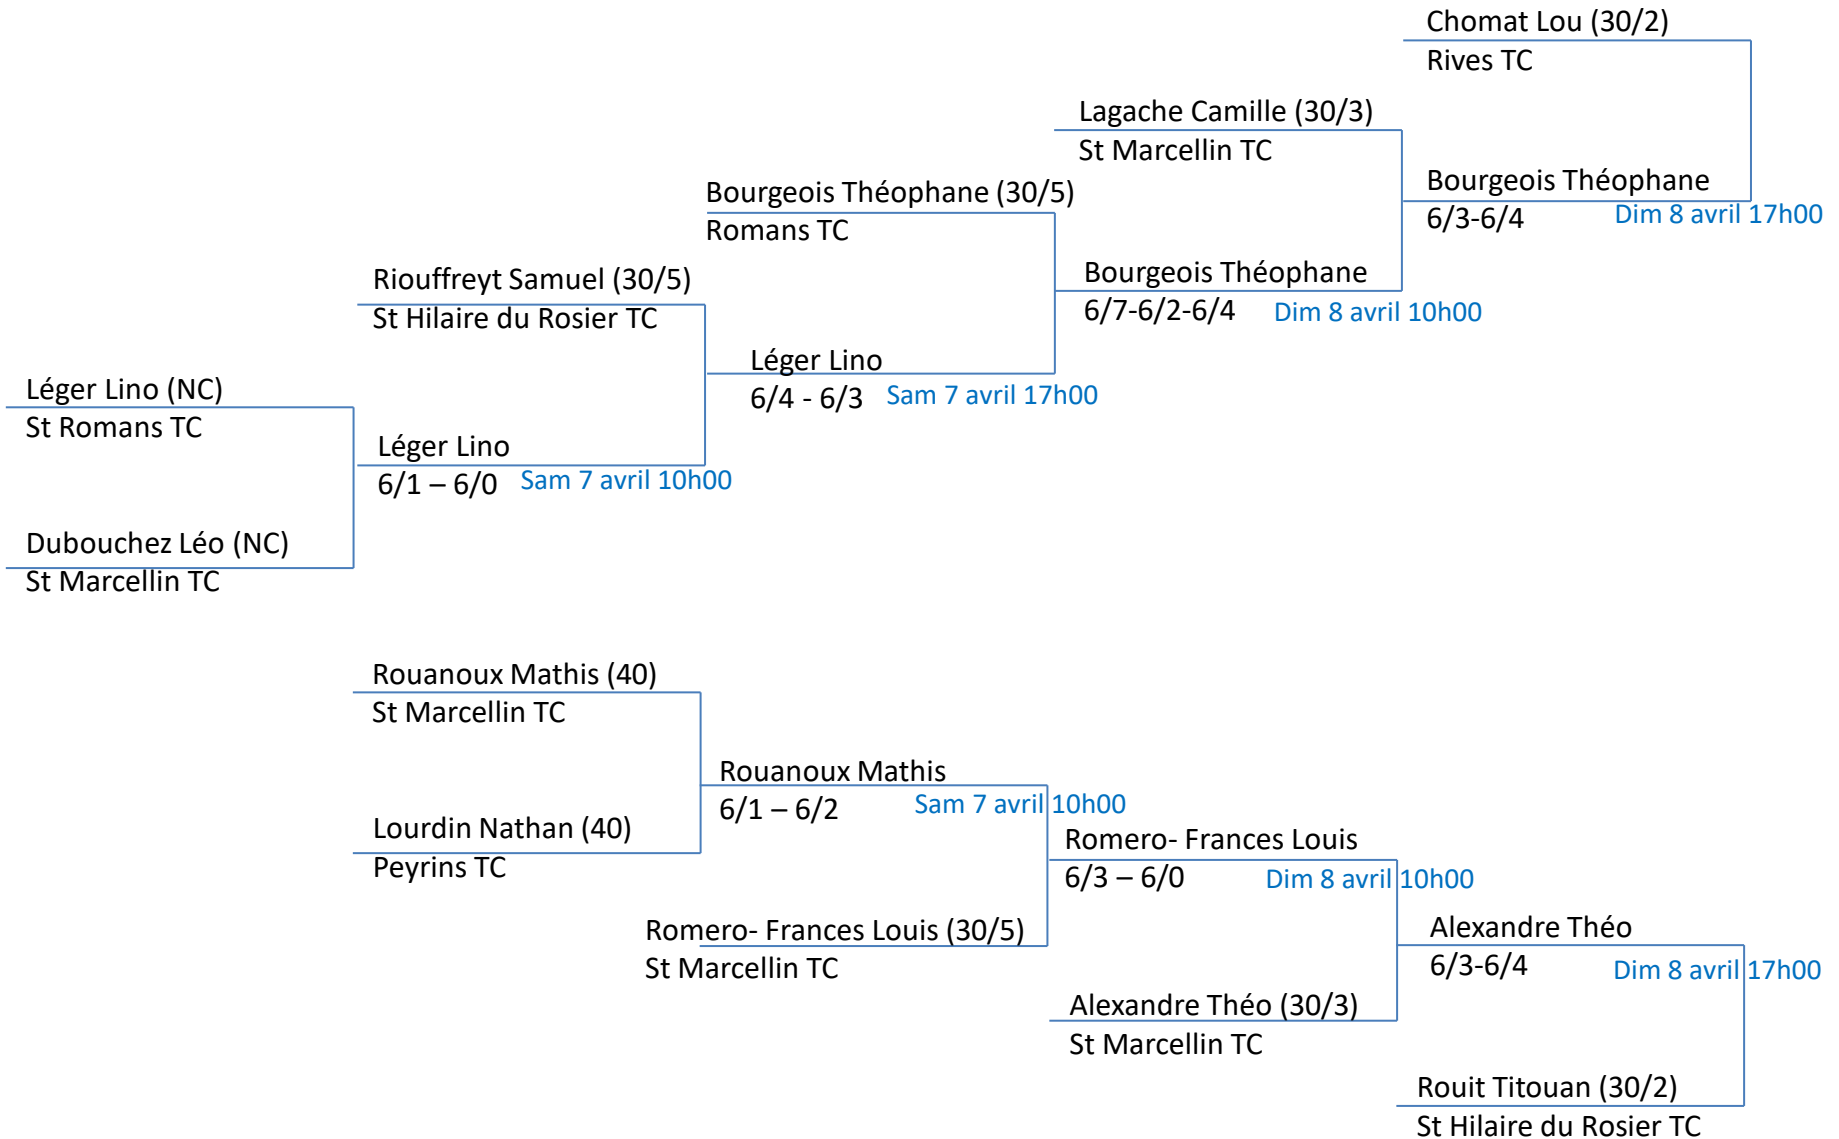 Chomat Lou (30/2)
Rives TC
Lagache Camille (30/3)
St Marcellin TC
Bourgeois Théophane
6/3-6/4
Dim 8 avril 17h00
Bourgeois Théophane (30/5)
Romans TC
Bourgeois Théophane
6/7-6/2-6/4
Dim 8 avril 10h00
Riouffreyt Samuel (30/5)
St Hilaire du Rosier TC
Léger Lino
6/4 - 6/3
Sam 7 avril 17h00
Léger Lino (NC)
St Romans TC
Léger Lino
6/1 – 6/0
Sam 7 avril 10h00
Dubouchez Léo (NC)
St Marcellin TC
Rouanoux Mathis (40)
St Marcellin TC
Rouanoux Mathis
6/1 – 6/2
Sam 7 avril 10h00
Lourdin Nathan (40)
Peyrins TC
Romero- Frances Louis
6/3 – 6/0
Dim 8 avril 10h00
Romero- Frances Louis (30/5)
St Marcellin TC
Alexandre Théo
6/3-6/4
Dim 8 avril 17h00
Alexandre Théo (30/3)
St Marcellin TC
Rouit Titouan (30/2)
St Hilaire du Rosier TC